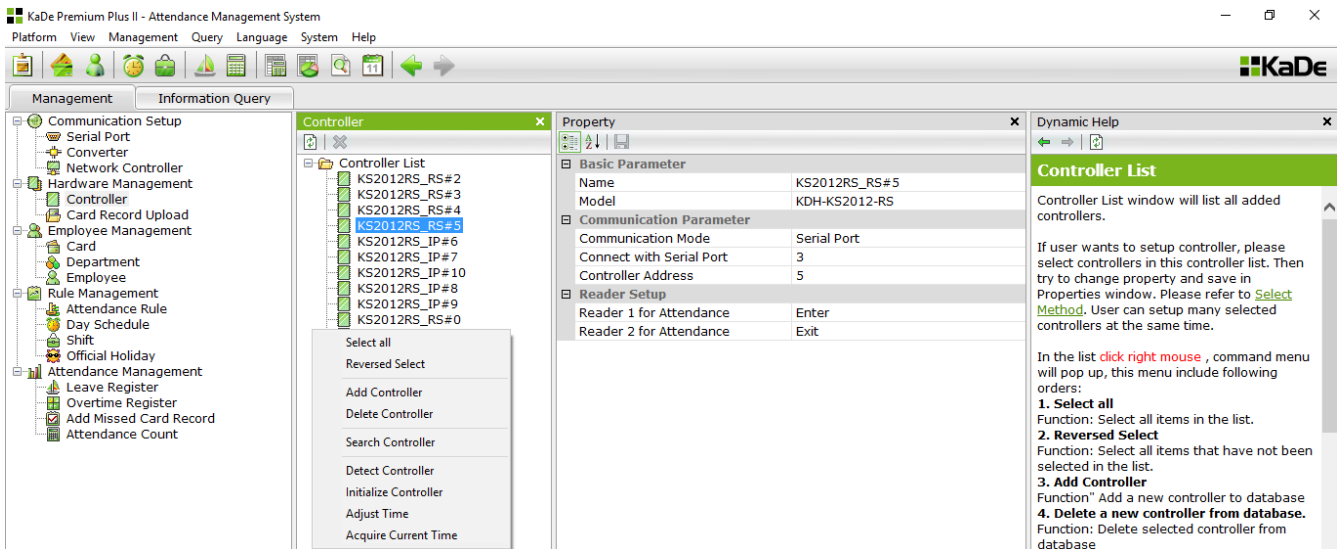 KaDe Premium Plus II - Attendance Management System
Platform View Management Query Language System Help
11
KaDe
Management Information Query
Communication Setup
Serial Port
Converter
Network Controller
Hardware Management
Controller
Card Record Upload
Employee Management
Card
Department
Employee
Rule Management
Attendance Rule
Day Schedule
Shift
Official Holiday
Attendance Management
Leave Register
Overtime Register
Add Missed Card Record
Attendance Count
Controller
Controller List
KS2012RS_RS#2
KS2012RS_RS#3
KS2012RS_RS#4
KS2012RS_RS#5
KS2012RS_IP#6
KS2012RS_IP#7
KS2012RS_IP#10
KS2012RS_IP#8
KS2012RS_IP#9
KS2012RS_RS#0
Select all
Reversed Select
Add Controller
Delete Controller
Search Controller
Detect Controller
Initialize Controller
Adjust Time
Acquire Current Time
Property
Basic Parameter
Name KS2012RS_RS#5
Model KDH-KS2012-RS
Communication Parameter
Communication Mode Serial Port
Connect with Serial Port 3
Controller Address 5
Reader Setup
Reader 1 for Attendance Enter
Reader 2 for Attendance Exit
Dynamic Help
Controller List
Controller List window will list all added
controllers.
If user wants to setup controller, please
select controllers in this controller list. Then
try to change property and save in
Properties window. Please refer to Select
Method. User can setup many selected
controllers at the same time.
In the list click right mouse , command menu
will pop up, this menu include following
orders:
1. Select all
Function: Select all items in the list.
2. Reversed Select
Function: Select all items that have not been
selected in the list.
3. Add Controller
Function" Add a new controller to database
4. Delete a new controller from database.
Function: Delete selected controller from
database